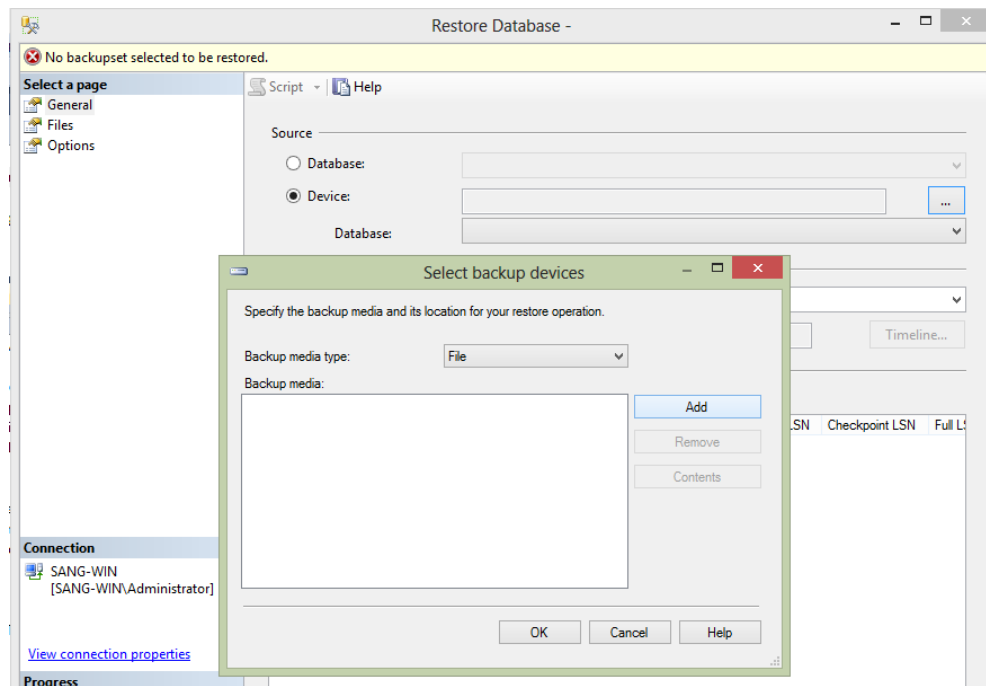 Restore Database -
No backupset selected to be restored.
Select a page
General
Files
Options
Script
Help
Source
Database:
Device:
...
Database:
Select backup devices
Specify the backup media and its location for your restore operation.
Backup media type:
File
Backup media:
Add
Remove
Contents
OK
Cancel
Help
Timeline...
LSN
Checkpoint LSN
Full
Connection
SANG-WIN
[SANG-WIN\Administrator]
View connection properties
Progress